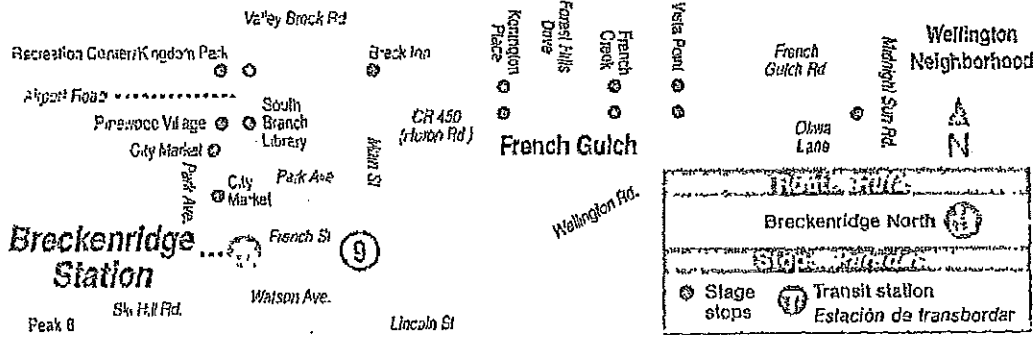 Valley Brock Rd
Recreation Center/Kingdom Park
Breck Inn
Kennington
Place
Forest Hills
Drive
French
Creek
Vista Point
French
Gulch Rd
Midnight Sun Rd
Wellington
Neighborhood
Airport Road
Pinewood Village
South
Branch
Library
CR 450
(Huron Rd)
French Gulch
Olwa
Lane
N
City Market
Park Ave.
City
Market
Park Ave
Main St
Wellington Rd.
Breckenridge
Station
French St
9
Breckenridge North
Ski Hill Rd.
Watson Ave.
Peak 8
Lincoln St
Stage
stops
Transit station
Estación de transbordar